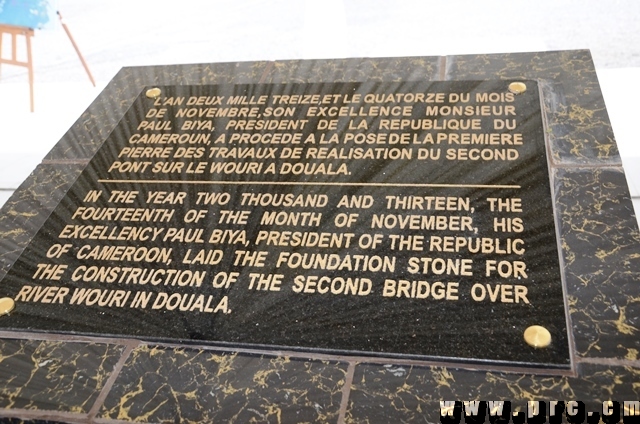 L'AN DEUX MILLE TREIZE,ET LE QUATORZE DU MOIS
DE NOVEMBRE,SON EXCELLENCE MONSIEUR
PAUL BIYA, PRESIDENT DE LA REPUBLIQUE DU
CAMEROUN, A PROCEDE A LA POSE DE LA PREMIERE
PIERRE DES TRAVAUX DE REALISATION DU SECOND
PONT SUR LE WOURI A DOUALA.
IN THE YEAR TWO THOUSAND AND THIRTEEN, THE
FOURTEENTH OF THE MONTH OF NOVEMBER, HIS
EXCELLENCY PAUL BIYA, PRESIDENT OF THE REPUBLIC
OF CAMEROON, LAID THE FOUNDATION STONE FOR
THE CONSTRUCTION OF THE SECOND BRIDGE OVER
RIVER WOURI IN DOUALA.
www.prc.cm